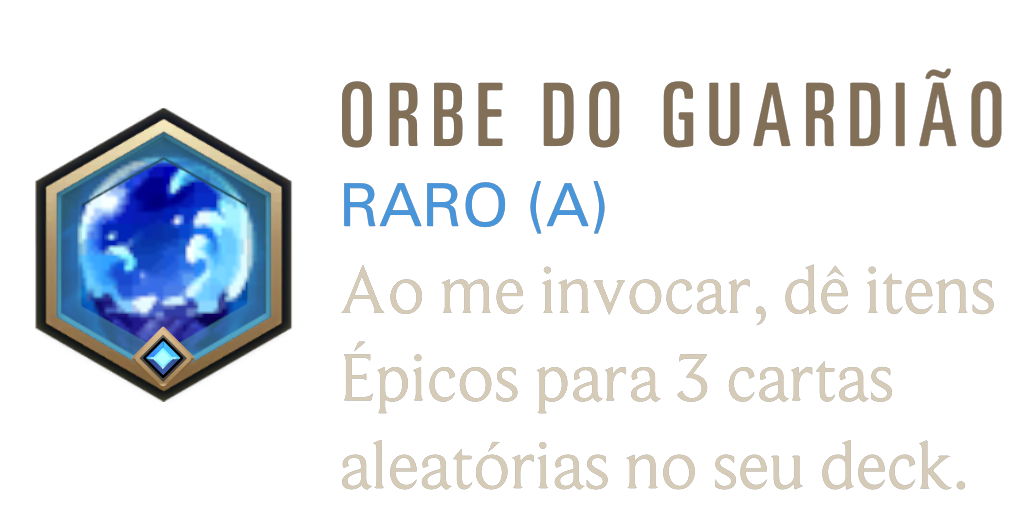 ORBE DO GUARDIÃO
RARO (A)
Ao me invocar, dê itens
Épicos para 3 cartas
aleatórias no seu deck.